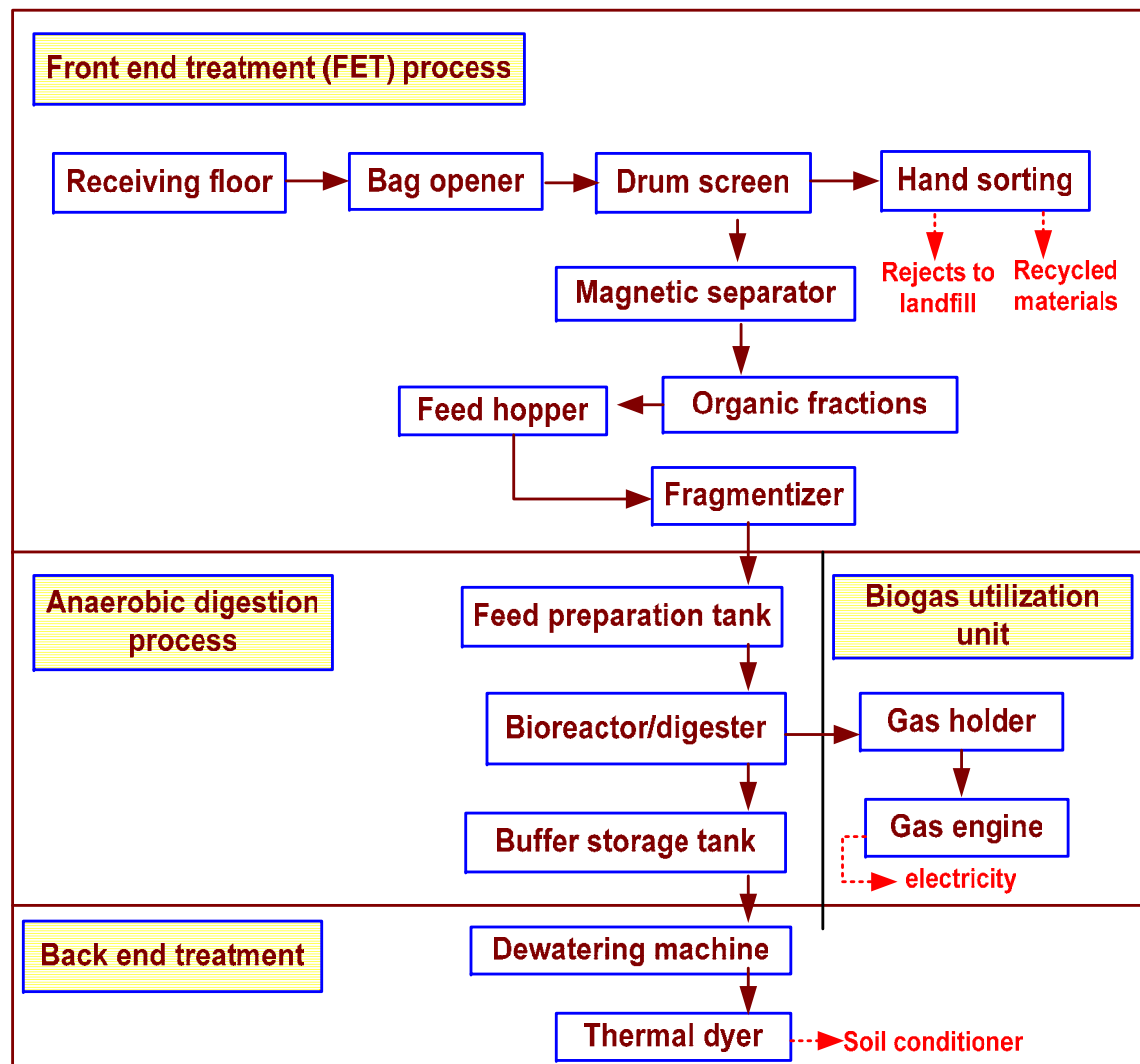 Front end treatment (FET) process
Receiving floor
Bag opener
Drum screen
Hand sorting
Rejects to
landfill
Recycled
materials
Magnetic separator
Organic fractions
Feed hopper
Fragmentizer
Anaerobic digestion
process
Feed preparation tank
Biogas utilization
unit
Bioreactor/digester
Gas holder
Buffer storage tank
Gas engine
electricity
Back end treatment
Dewatering machine
Thermal dyer
Soil conditioner